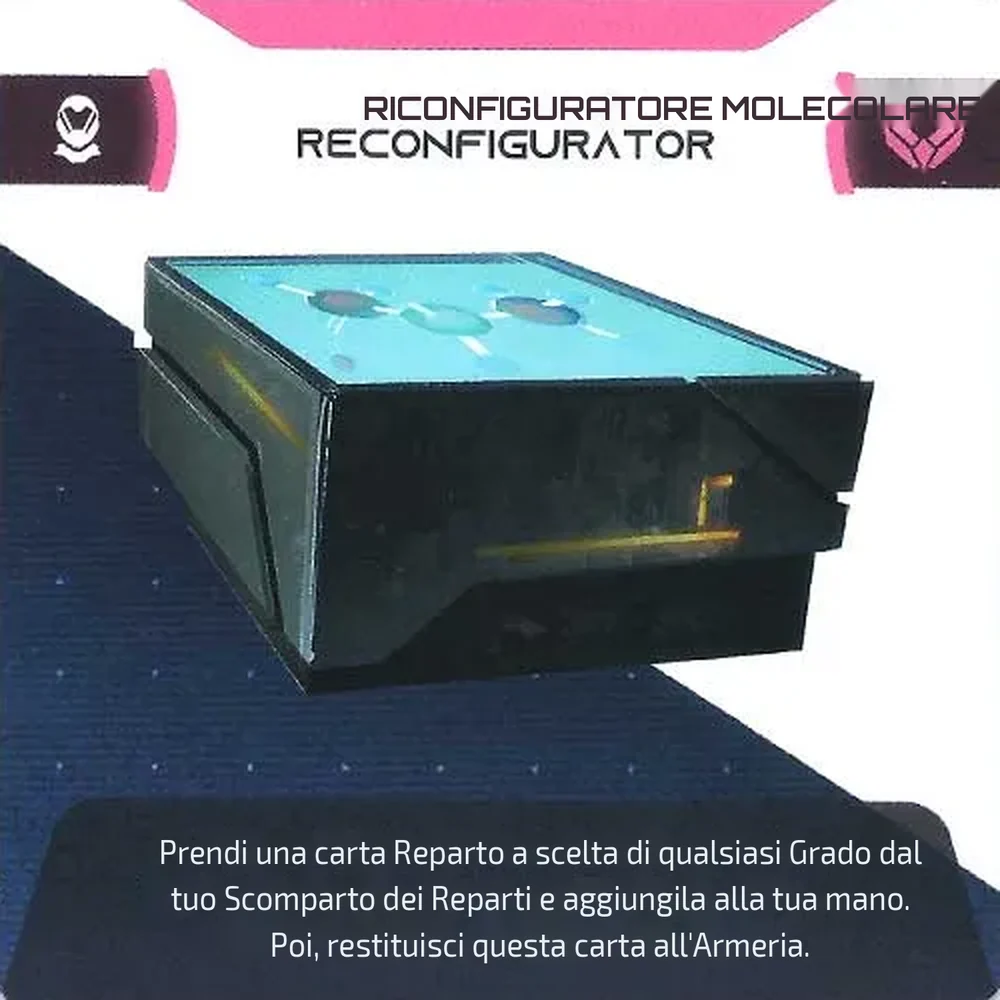 RICONFIGURATORE MOLECOLARE
RECONFIGURATOR
Prendi una carta Reparto a scelta di qualsiasi Grado dal
tuo Scomparto dei Reparti e aggiungila alla tua mano.
Poi, restituisci questa carta all'Armeria.